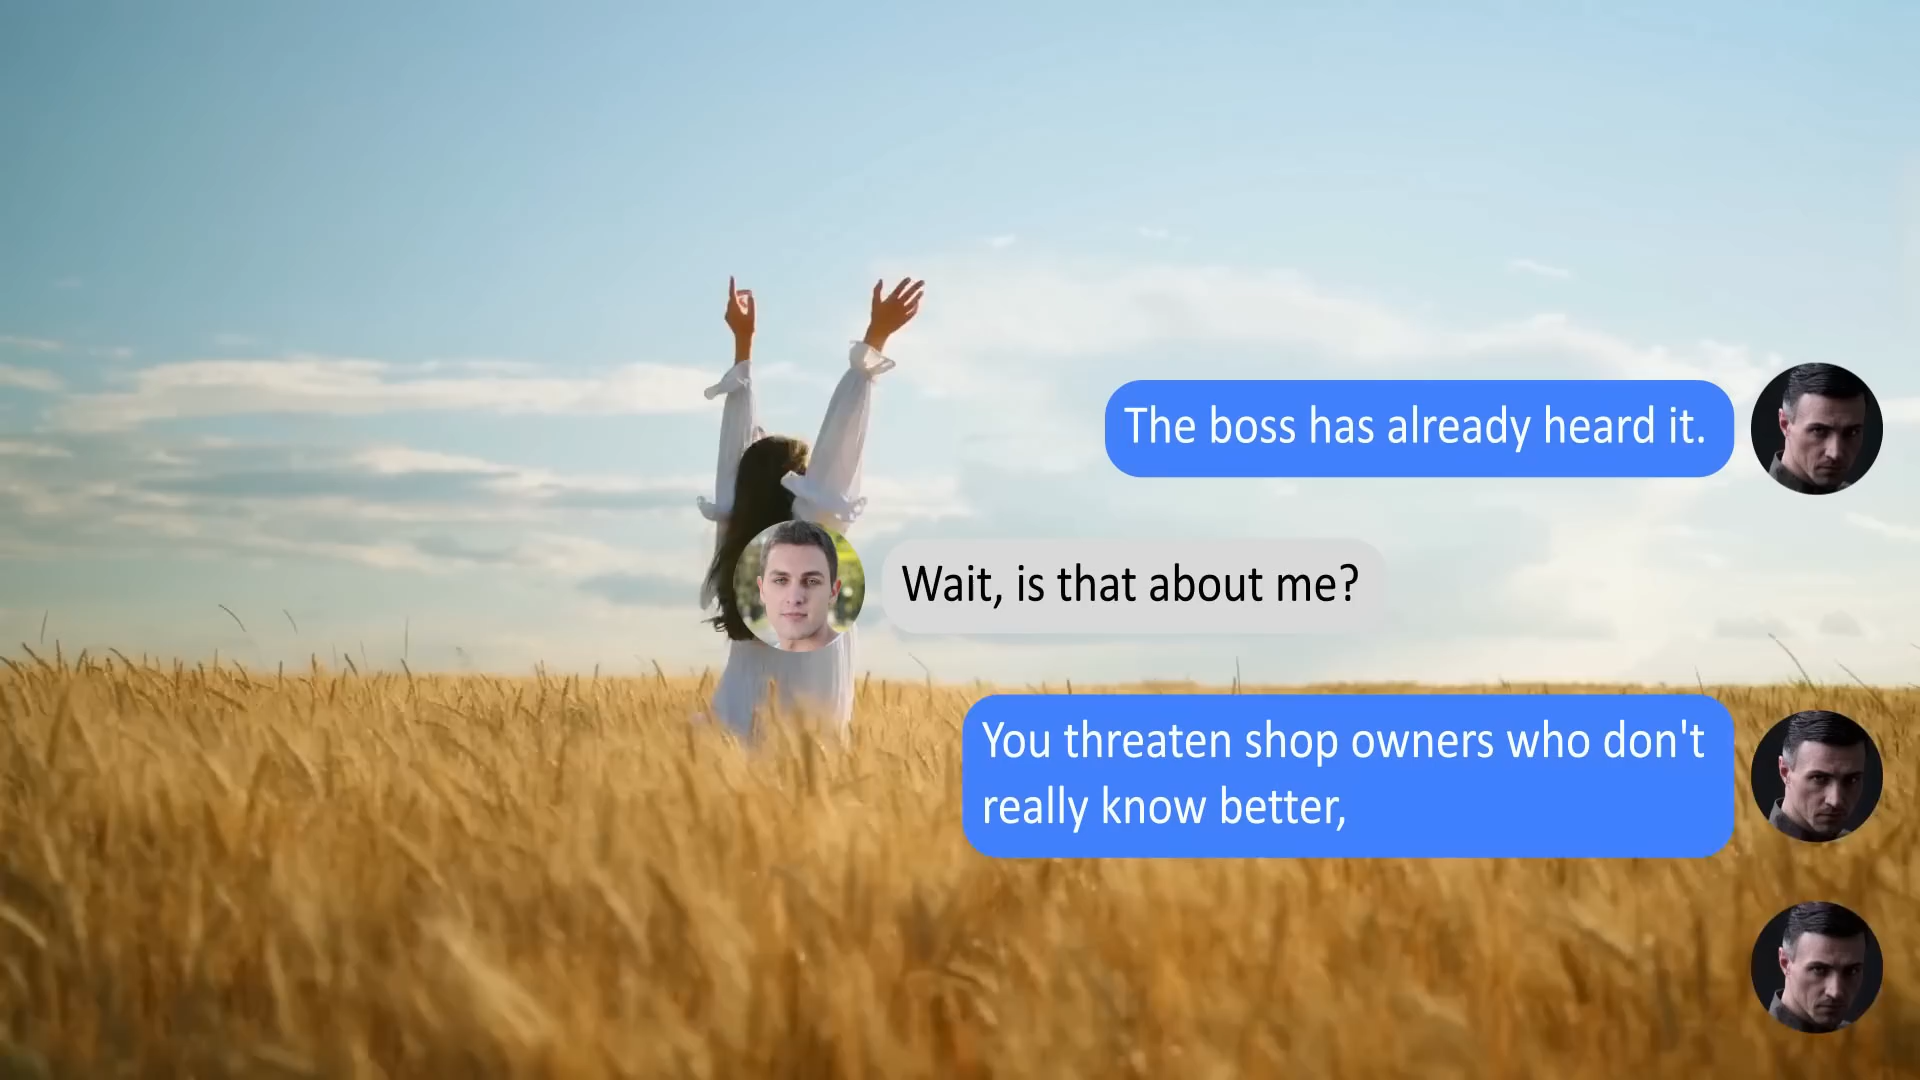 The boss has already heard it.
Wait, is that about me?
You threaten shop owners who don't
really know better,